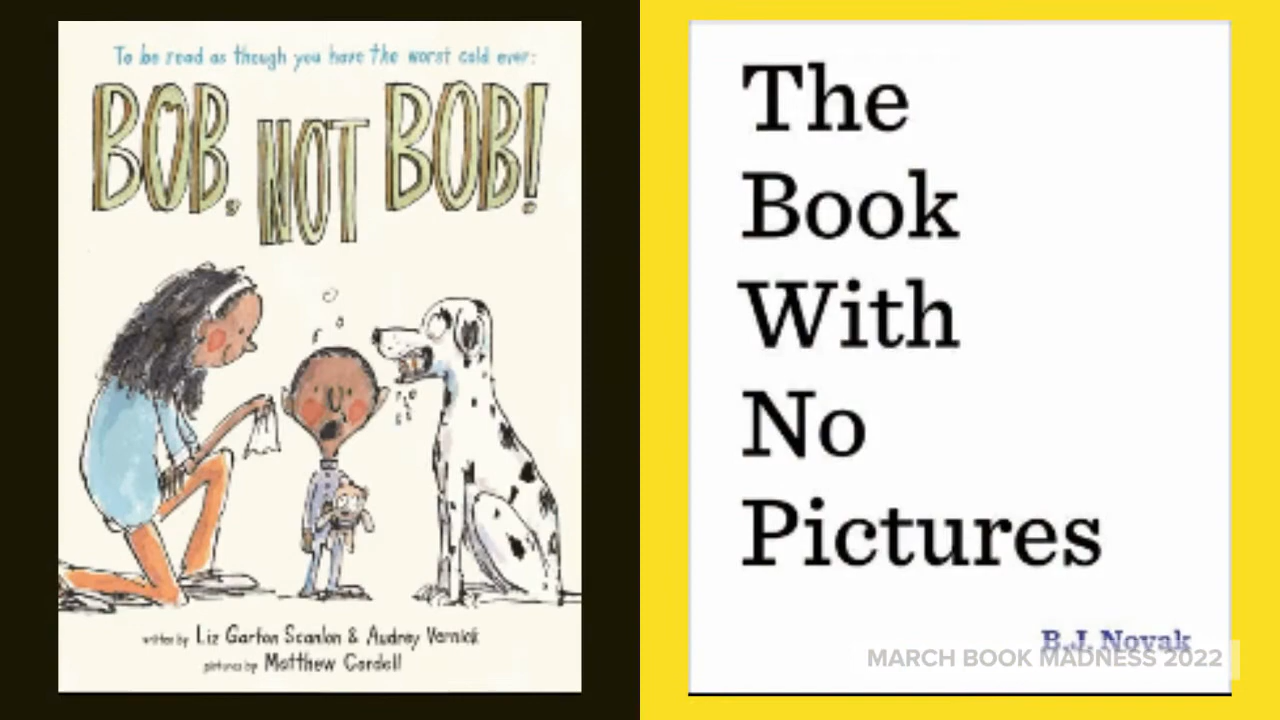 To be read as though you have the worst cold ever:
BOB, NOT BOB!
written by Liz Garton Scanlon & Audrey Vernick
pictures by Matthew Cordell
The
Book
With
No
Pictures
B.J. Novak
MARCH BOOK MADNESS 2022